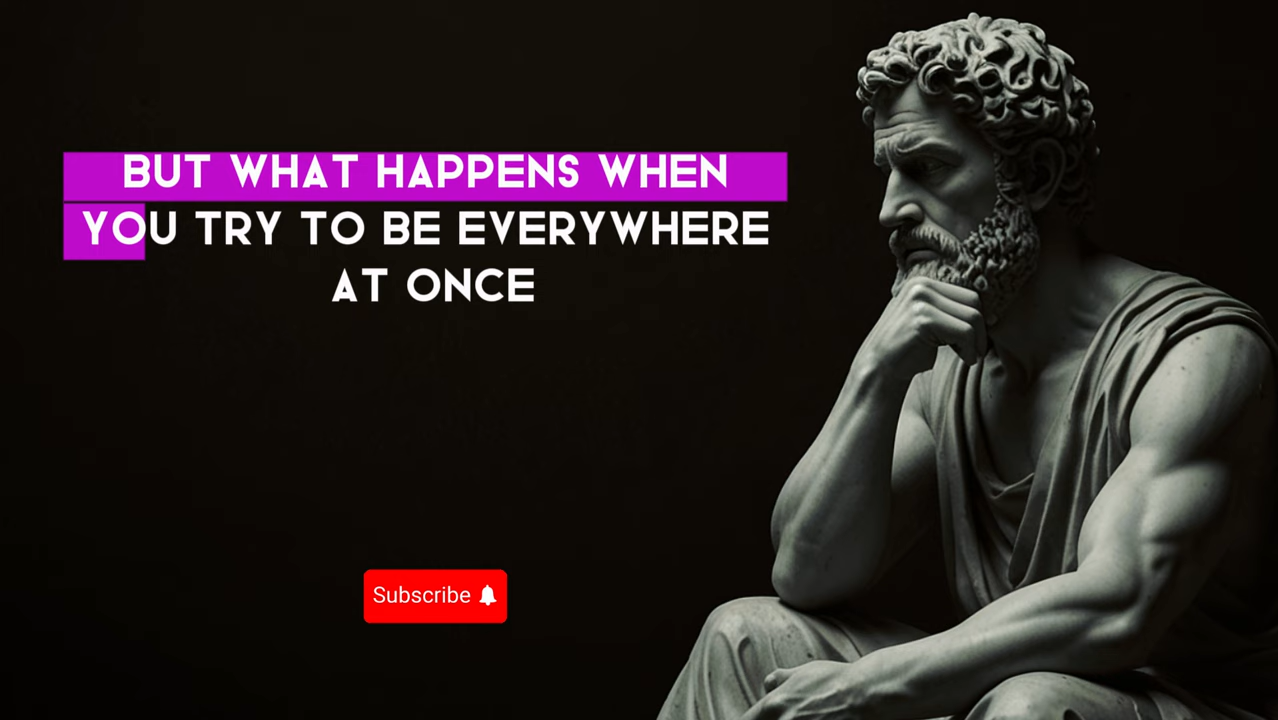 BUT WHAT HAPPENS WHEN
YOU TRY TO BE EVERYWHERE
AT ONCE
Subscribe